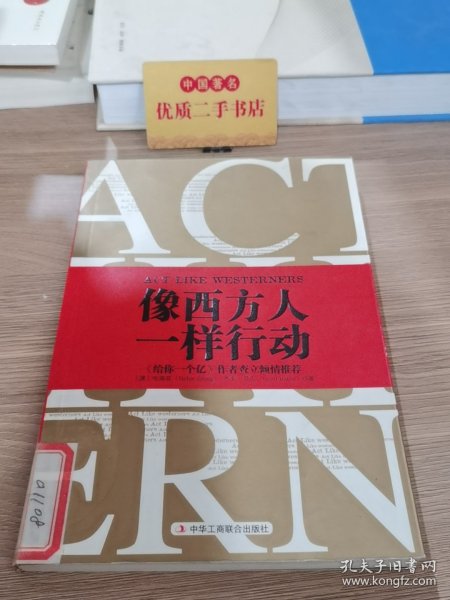 中国著名
优质二手书店
ACT
ACT LIKE WESTERNERS
像西方人
一样行动
《给你一个亿》作者查立倾情推荐
ERN
a1108
中华工商联合出版社
孔夫子旧书网
www.kongfz.com